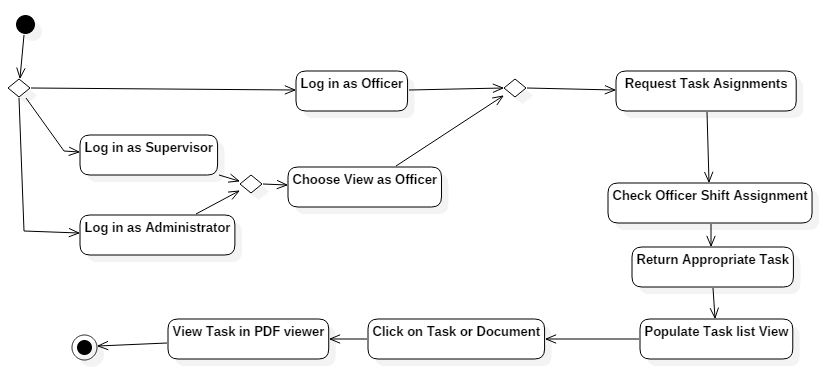 Log in as Officer
Request Task Asignments
Log in as Supervisor
Choose View as Officer
Log in as Administrator
Check Officer Shift Assignment
Return Appropriate Task
Populate Task list View
Click on Task or Document
View Task in PDF viewer